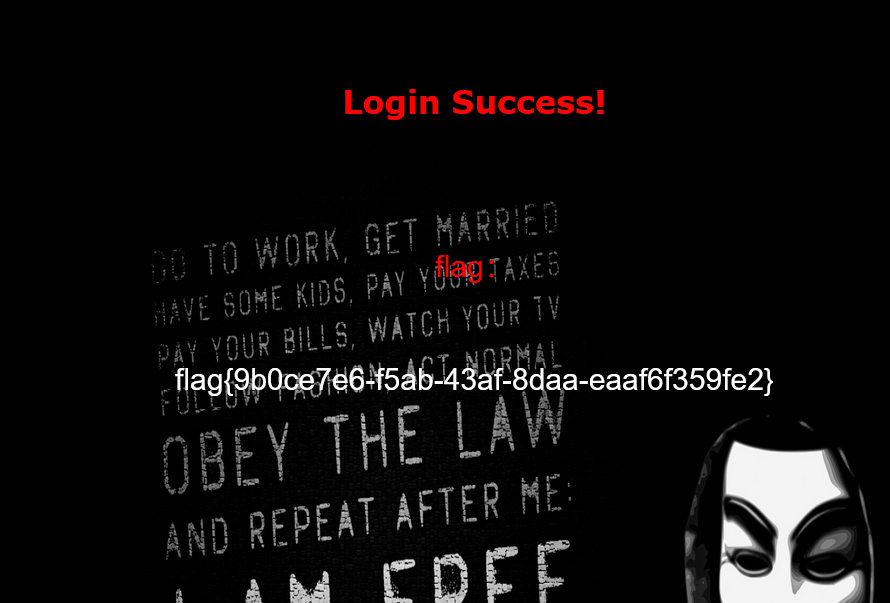 Login Success!
GO TO WORK, GET MARRIED
flag:
HAVE SOME KIDS, PAY YOUR TAXES
PAY YOUR BILLS, WATCH YOUR TV
FOLLOW FASHION, ACT NORMAL
flag{9b0ce7e6-f5ab-43af-8daa-eaaf6f359fe2}
OBEY THE LAW
AND REPEAT AFTER ME:
I AM FREE